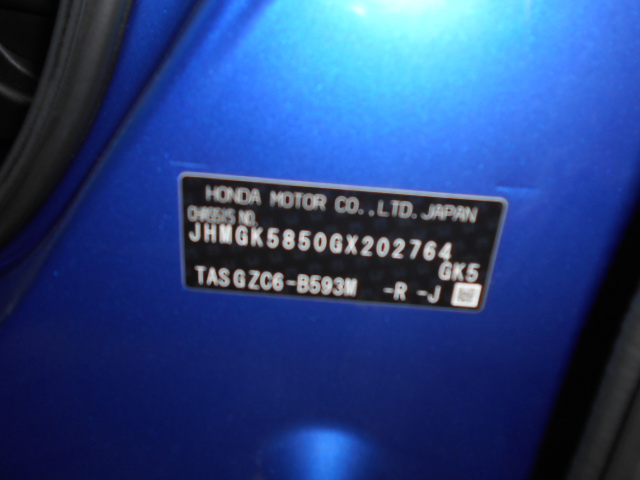 HONDA MOTOR CO.,LTD. JAPAN
CHASSIS NO.
JHMGK5850GX202764
GK5
TASGZC6-B593M -R -J